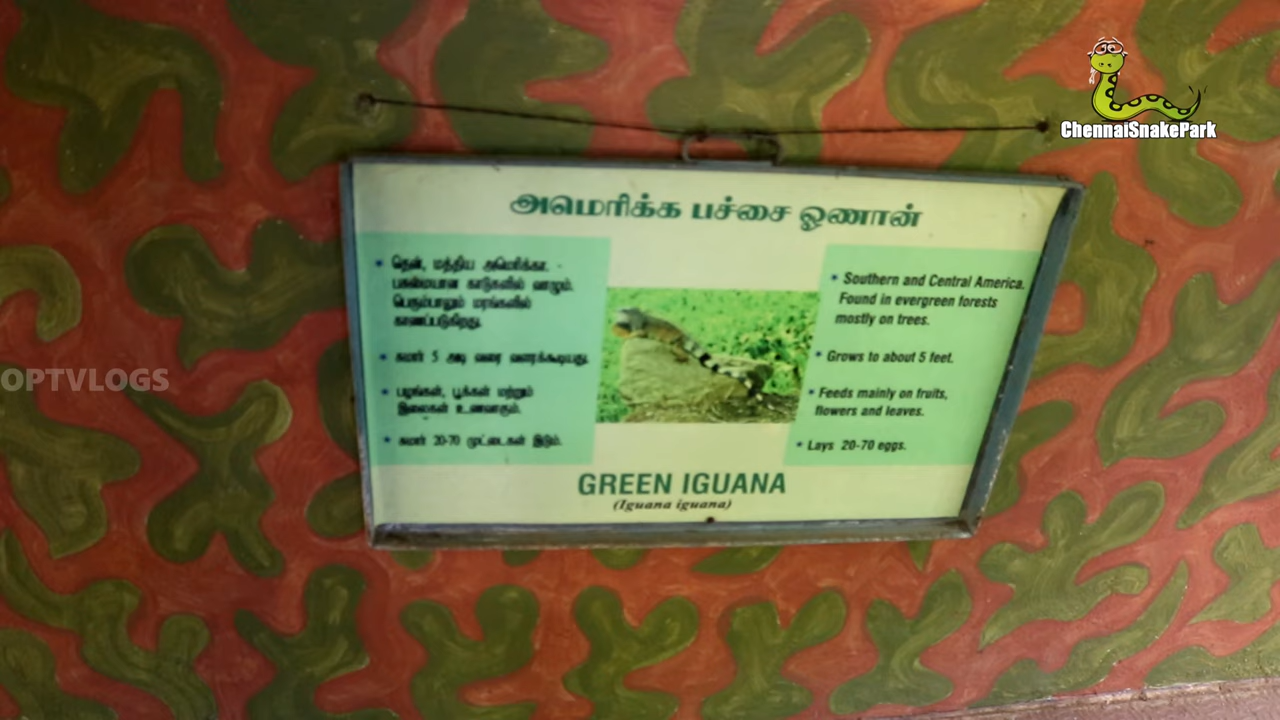 ChennaiSnakePark
அமெரிக்க பச்சை ஓணான்
• தென், மத்திய அமெரிக்கா.
பசுமையான காடுகளில் வாழும்.
பெரும்பாலும் மரங்களில்
காணப்படுகிறது.
• சுமார் 5 அடி வரை வளரக்கூடியது.
• பழங்கள், பூக்கள் மற்றும்
இலைகள் உணவாகும்.
• சுமார் 20-70 முட்டைகள் இடும்.
• Southern and Central America.
Found in evergreen forests
mostly on trees.
• Grows to about 5 feet.
• Feeds mainly on fruits,
flowers and leaves.
• Lays 20-70 eggs.
GREEN IGUANA
(Iguana iguana)
OPTVLOGS